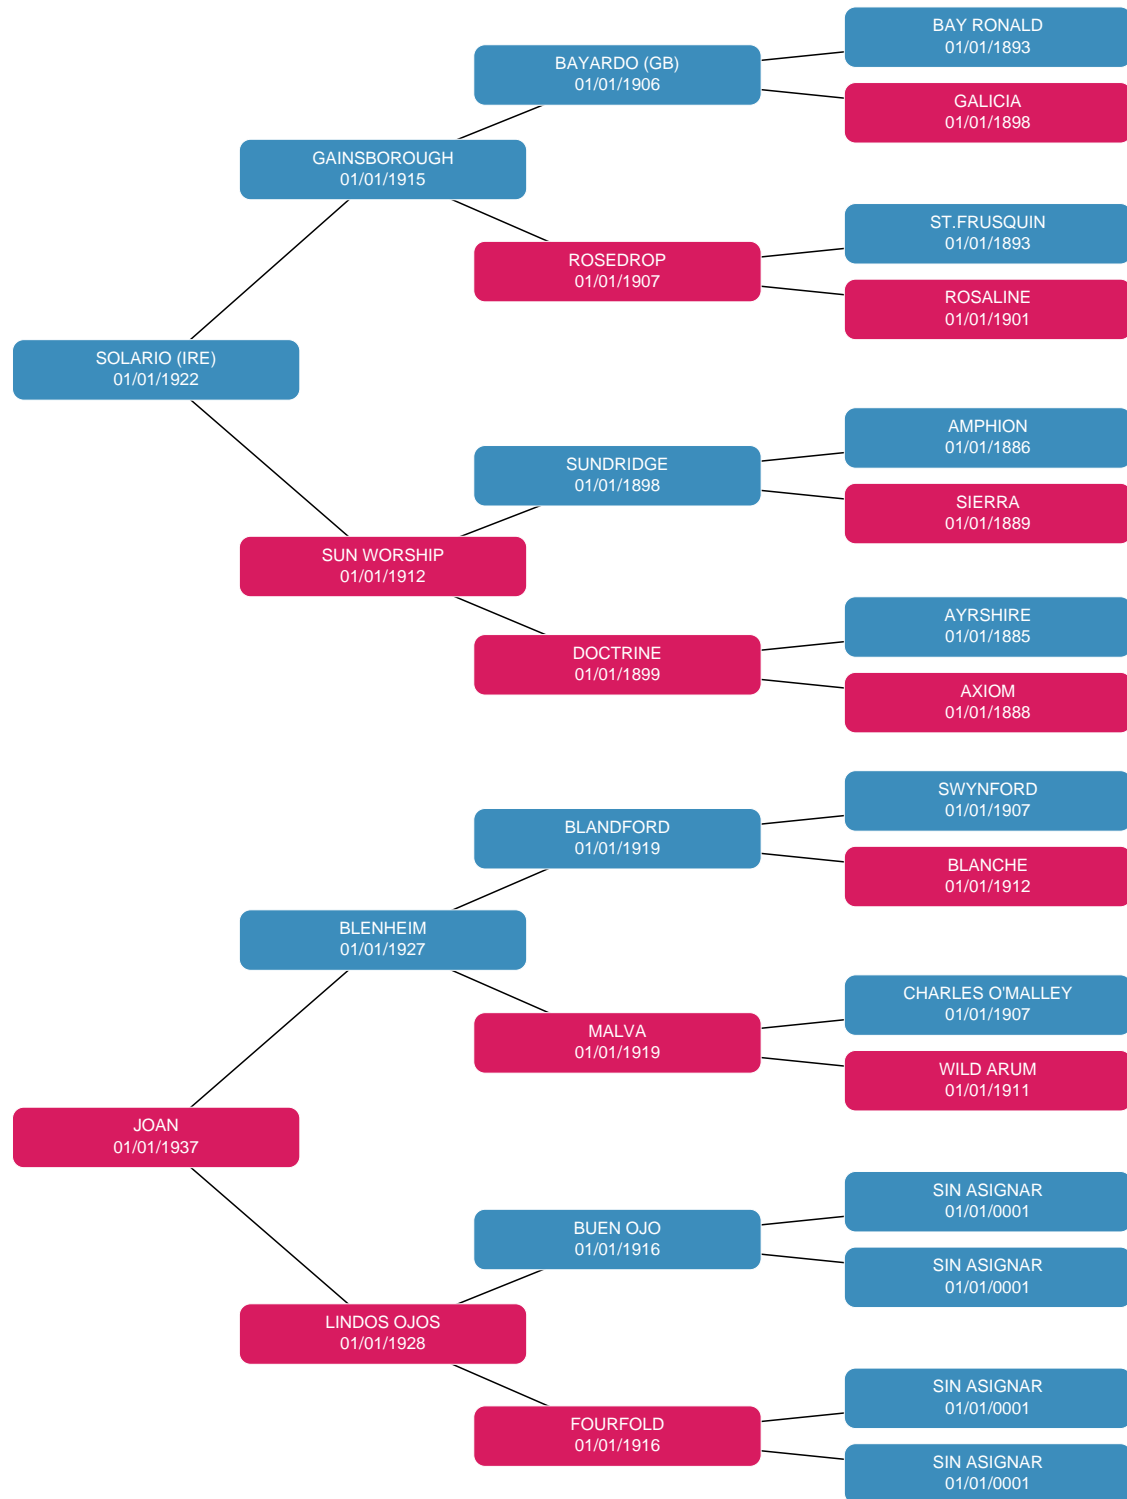 BAY RONALD
01/01/1893
BAYARDO (GB)
01/01/1906
GALICIA
01/01/1898
GAINSBOROUGH
01/01/1915
ST.FRUSQUIN
01/01/1893
ROSEDROP
01/01/1907
ROSALINE
01/01/1901
SOLARIO (IRE)
01/01/1922
AMPHION
01/01/1886
SUNDRIDGE
01/01/1898
SIERRA
01/01/1889
SUN WORSHIP
01/01/1912
AYRSHIRE
01/01/1885
DOCTRINE
01/01/1899
AXIOM
01/01/1888
SWYNFORD
01/01/1907
BLANDFORD
01/01/1919
BLANCHE
01/01/1912
BLENHEIM
01/01/1927
CHARLES O'MALLEY
01/01/1907
MALVA
01/01/1919
WILD ARUM
01/01/1911
JOAN
01/01/1937
SIN ASIGNAR
01/01/0001
BUEN OJO
01/01/1916
SIN ASIGNAR
01/01/0001
LINDOS OJOS
01/01/1928
SIN ASIGNAR
01/01/0001
FOURFOLD
01/01/1916
SIN ASIGNAR
01/01/0001